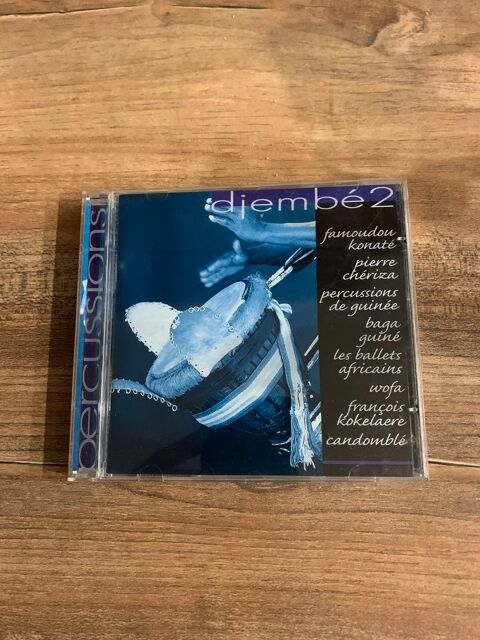 percussions
djembé 2
famoudou
konaté
pierre
chériza
percussions
de guinée
baga
guiné
les ballets
africains
wofa
françois
kokelaere
candomblé